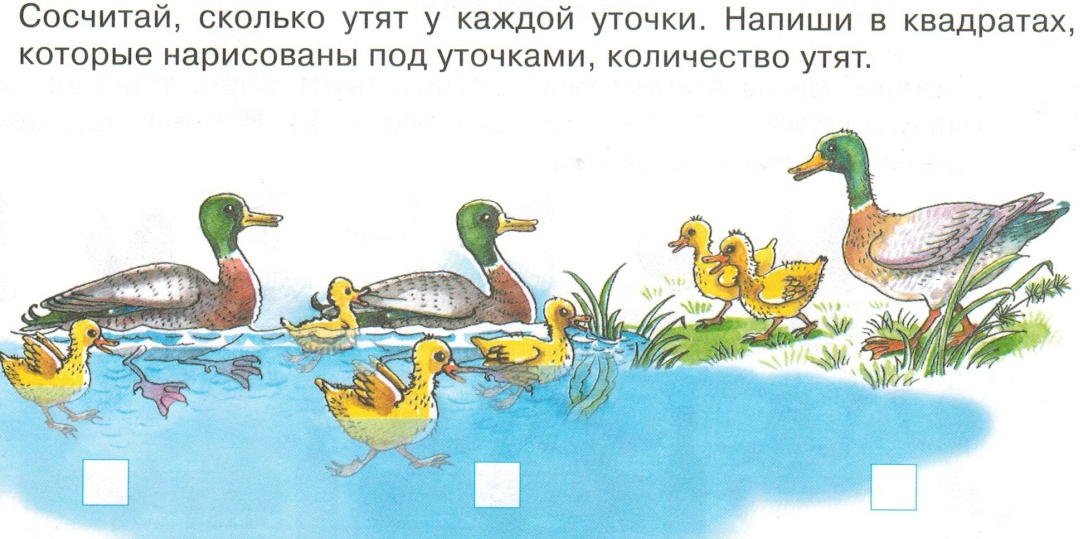 Сосчитай, сколько утят у каждой уточки. Напиши в квадратах,
которые нарисованы под уточками, количество утят.